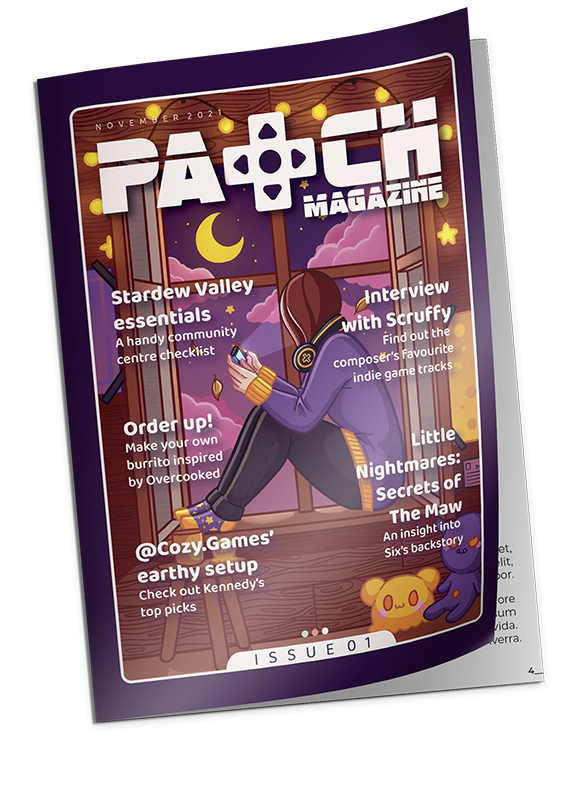 NOVEMBER 2021
PATCH
MAGAZINE
Stardew Valley
essentials
A handy community
centre checklist
Interview
with Scruffy
Find out the
composer's favourite
indie game tracks
Order up!
Make your own
burrito inspired
by Overcooked
Little
Nightmares:
Secrets of
The Maw
An insight into
Six's backstory
@Cozy.Games'
earthy setup
Check out Kennedy's
top picks
ISSUE 01
et,
elit,
or.
ore
sum
vida.
verra.
4